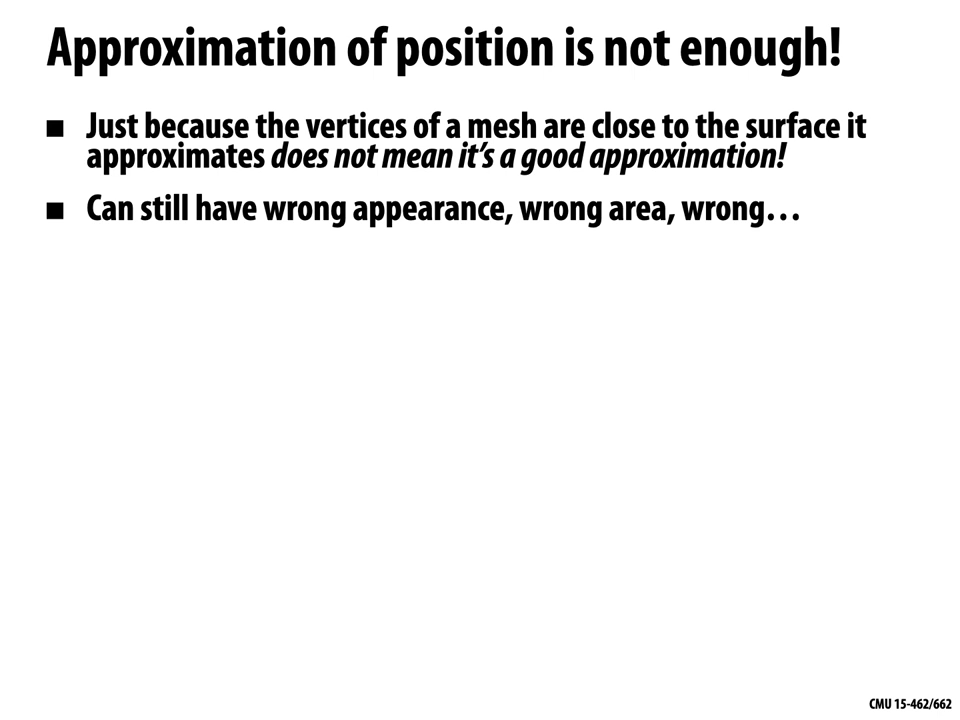 Approximation of position is not enough!
■ Just because the vertices of a mesh are close to the surface it
approximates does not mean it’s a good approximation!
■ Can still have wrong appearance, wrong area, wrong…
CMU 15-462/662